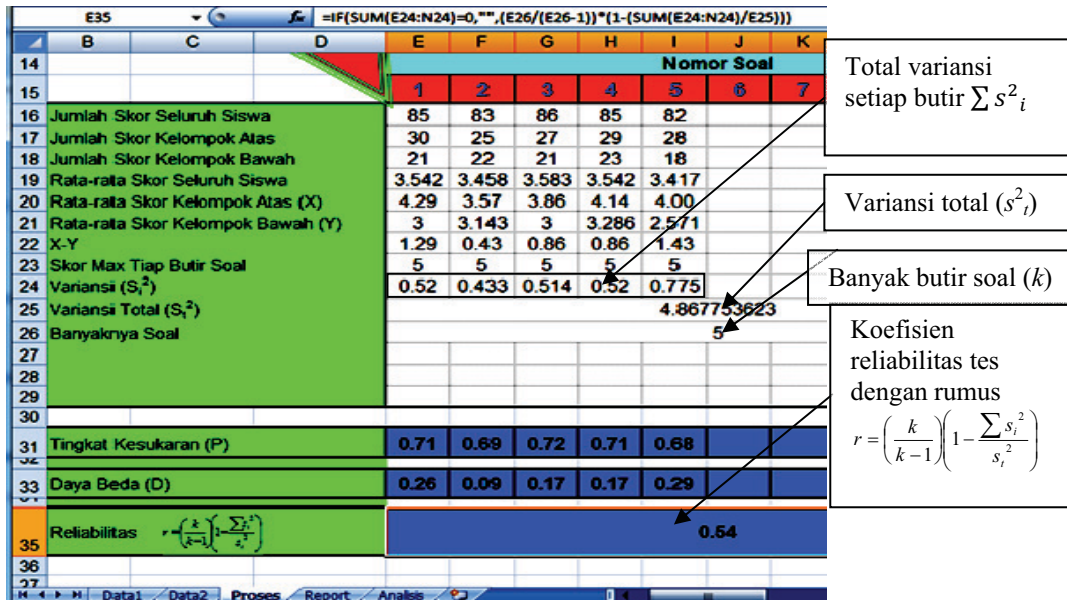 E35 fx =IF(SUM(E24:N24)=0,"",(E26/(E26-1))*(1-(SUM(E24:N24)/E25)))
B C D E F G H I J K
14 Nomor Soal
15 1 2 3 4 5 6 7
16 Jumlah Skor Seluruh Siswa 85 83 86 85 82
17 Jumlah Skor Kelompok Atas 30 25 27 29 28
18 Jumlah Skor Kelompok Bawah 21 22 21 23 18
19 Rata-rata Skor Seluruh Siswa 3.542 3.458 3.583 3.542 3.417
20 Rata-rata Skor Kelompok Atas (X) 4.29 3.57 3.86 4.14 4.00
21 Rata-rata Skor Kelompok Bawah (Y) 3 3.143 3 3.286 2.571
22 X-Y 1.29 0.43 0.86 0.86 1.43
23 Skor Max Tiap Butir Soal 5 5 5 5 5
24 Variansi (Si²) 0.52 0.433 0.514 0.52 0.775
25 Variansi Total (St²) 4.867753623
26 Banyaknya Soal 5
27
28
29
30
31 Tingkat Kesukaran (P) 0.71 0.69 0.72 0.71 0.68
32
33 Daya Beda (D) 0.26 0.09 0.17 0.17 0.29
35 Reliabilitas r=(k/(k-1))(1-∑si²/st²) 0.54
36
37
Data1 Data2 Proses Report Analisis
Total variansi
setiap butir ∑ s²i
Variansi total (s²t)
Banyak butir soal (k)
Koefisien
reliabilitas tes
dengan rumus
r = (k/(k-1))(1 - ∑si²/st²)